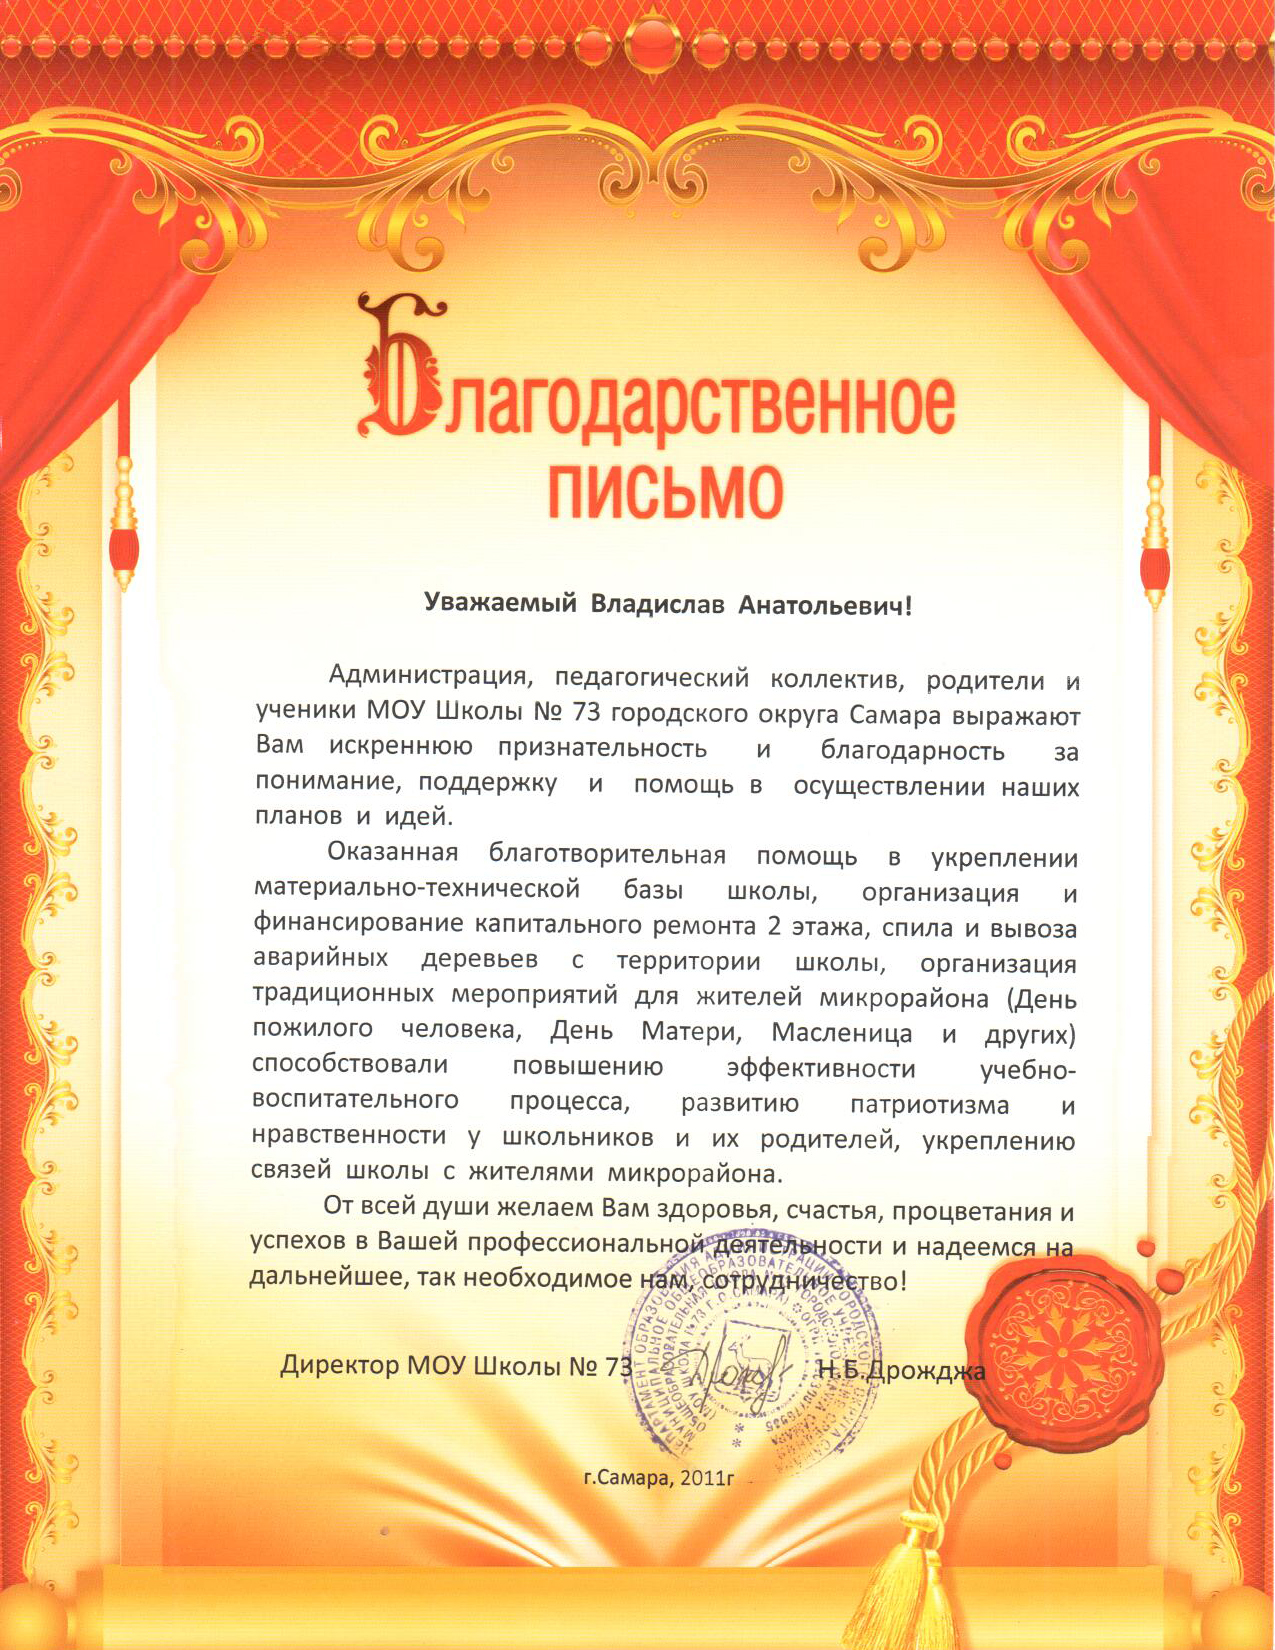 Благодарственное
письмо
Уважаемый Владислав Анатольевич!
Администрация, педагогический коллектив, родители и
ученики МОУ Школы № 73 городского округа Самара выражают
Вам искреннюю признательность и благодарность за
понимание, поддержку и помощь в осуществлении наших
планов и идей.
Оказанная благотворительная помощь в укреплении
материально-технической базы школы, организация и
финансирование капитального ремонта 2 этажа, спила и вывоза
аварийных деревьев с территории школы, организация
традиционных мероприятий для жителей микрорайона (День
пожилого человека, День Матери, Масленица и других)
способствовали повышению эффективности учебно-
воспитательного процесса, развитию патриотизма и
нравственности у школьников и их родителей, укреплению
связей школы с жителями микрорайона.
От всей души желаем Вам здоровья, счастья, процветания и
успехов в Вашей профессиональной деятельности и надеемся на
дальнейшее, так необходимое нам, сотрудничество!
Директор МОУ Школы № 73 Н.Б.Дрожджа
г.Самара, 2011г